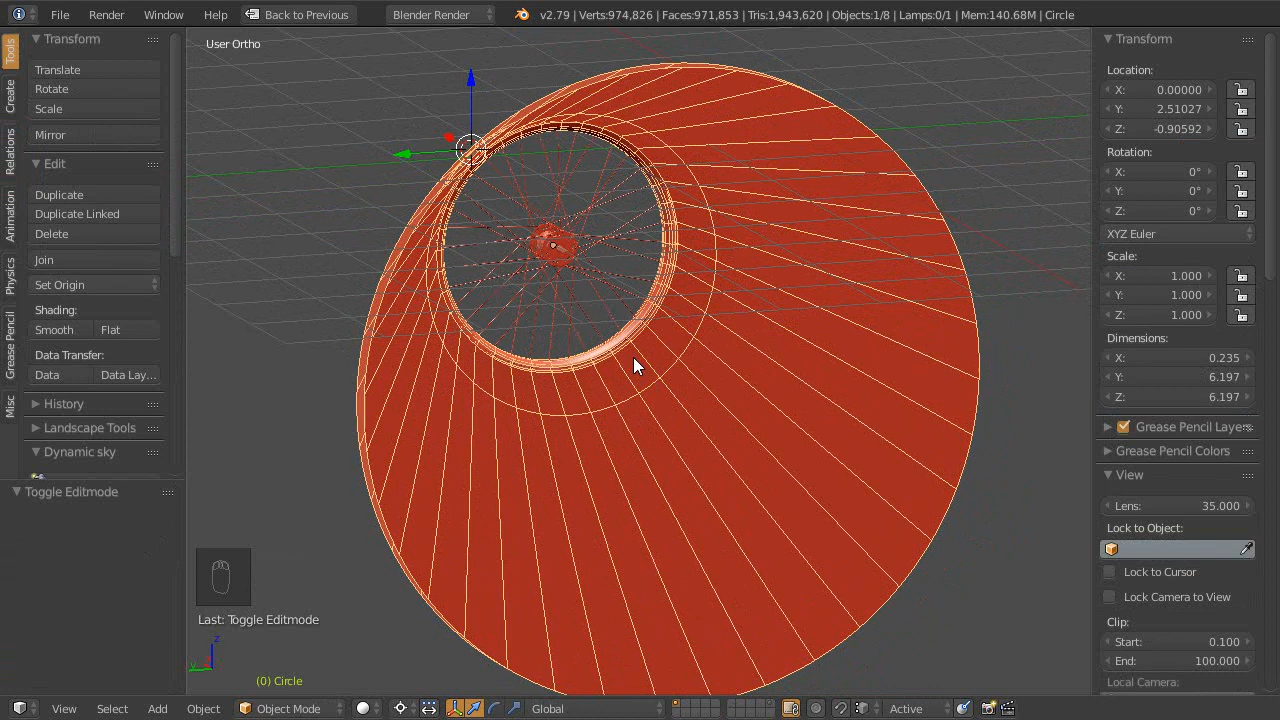 File Render Window Help Back to Previous Blender Render v2.79 | Verts:974,826 | Faces:971,853 | Tris:1,943,620 | Objects:1/8 | Lamps:0/1 | Mem:140.68M | Circle
Tools
Create
Relations
Animation
Physics
Grease Pencil
Misc
Transform
Translate
Rotate
Scale
Mirror
Edit
Duplicate
Duplicate Linked
Delete
Join
Set Origin
Shading:
Smooth Flat
Data Transfer:
Data Data Lay...
History
Landscape Tools
Dynamic sky
Toggle Editmode
User Ortho
Last: Toggle Editmode
z
y
(0) Circle
Transform
Location:
X: 0.00000
Y: 2.51027
Z: -0.90592
Rotation:
X: 0°
Y: 0°
Z: 0°
XYZ Euler
Scale:
X: 1.000
Y: 1.000
Z: 1.000
Dimensions:
X: 0.235
Y: 6.197
Z: 6.197
Grease Pencil Layers
Grease Pencil Colors
View
Lens: 35.000
Lock to Object:
Lock to Cursor
Lock Camera to View
Clip:
Start: 0.100
End: 100.000
Local Camera:
View Select Add Object Object Mode Global Active